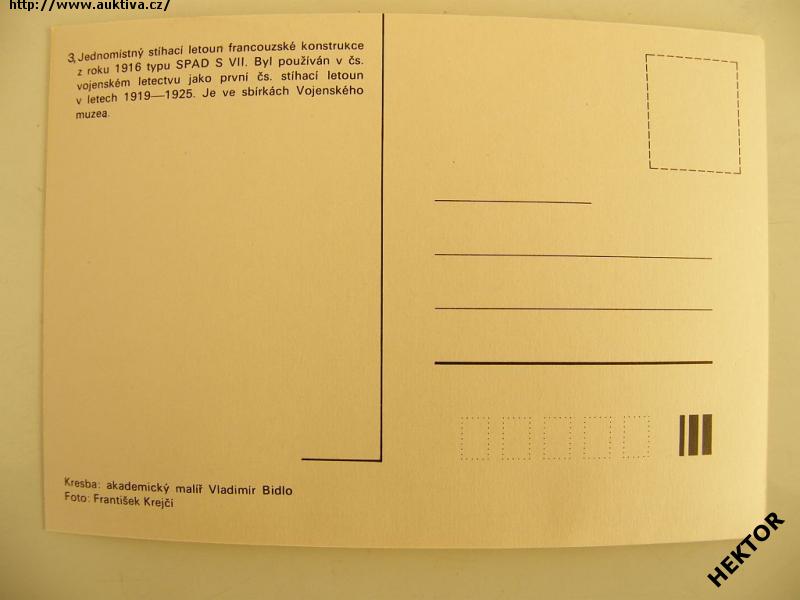 http://www.auktiva.cz/
3, Jednomístný stíhací letoun francouzské konstrukce
z roku 1916 typu SPAD S VII. Byl používán v čs.
vojenském letectvu jako první čs. stíhací letoun
v letech 1919—1925. Je ve sbírkách Vojenského
muzea.
Kresba: akademický malíř Vladimír Bidlo
Foto: František Krejčí
HEKTOR